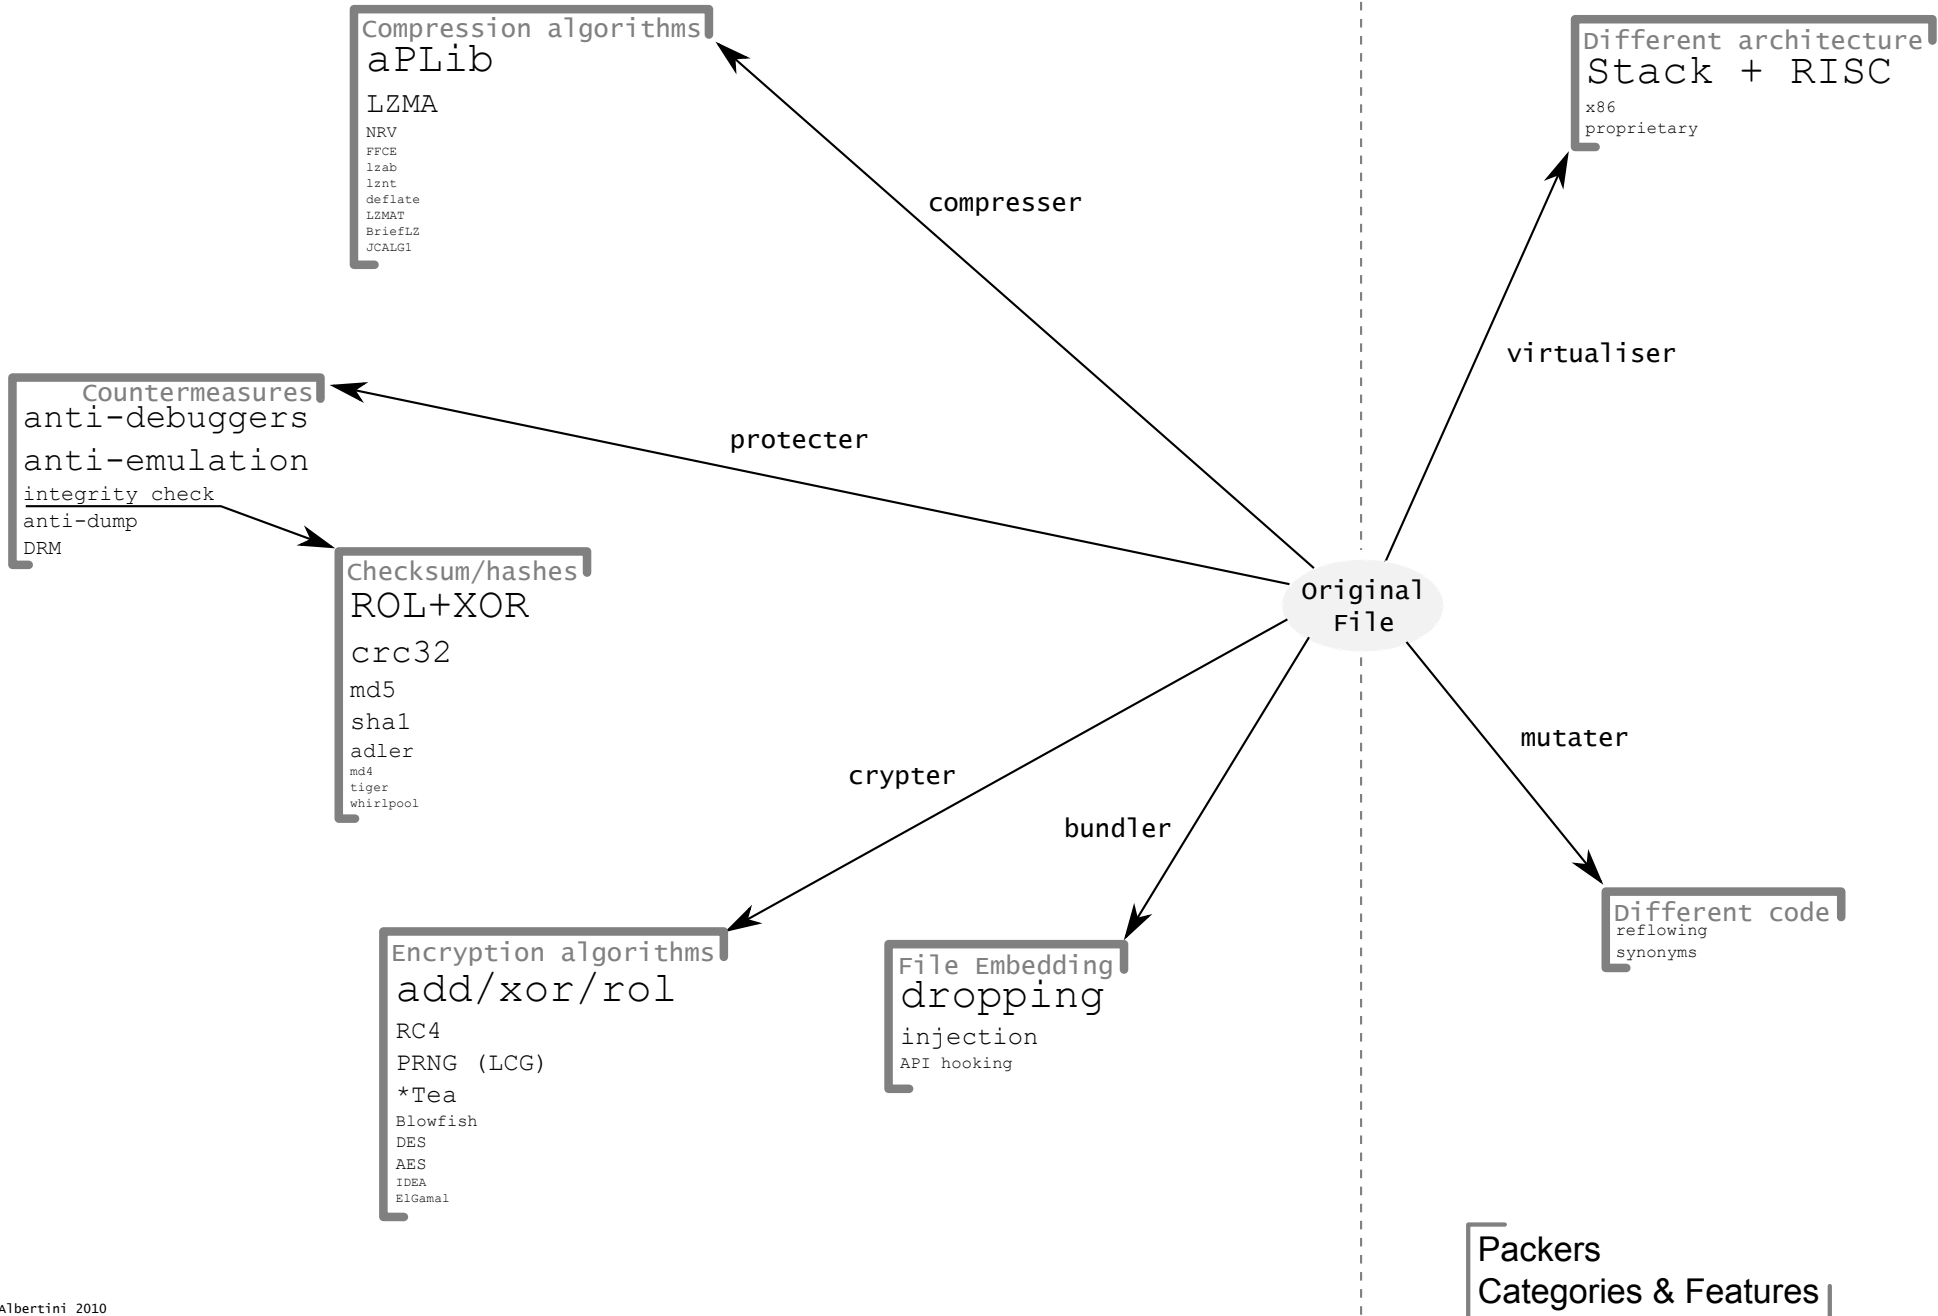 Compression algorithms
aPLib
LZMA
NRV
FFCE
lzab
lznt
deflate
LZMAT
BriefLZ
JCALG1
Different architecture
Stack + RISC
x86
proprietary
compresser
virtualiser
Countermeasures
anti-debuggers
anti-emulation
integrity check
anti-dump
DRM
protecter
Checksum/hashes
ROL+XOR
crc32
md5
sha1
adler
md4
tiger
whirlpool
Original
File
mutater
crypter
bundler
Encryption algorithms
add/xor/rol
RC4
PRNG (LCG)
*Tea
Blowfish
DES
AES
IDEA
ElGamal
File Embedding
dropping
injection
API hooking
Different code
reflowing
synonyms
Packers
Categories & Features
Albertini 2010